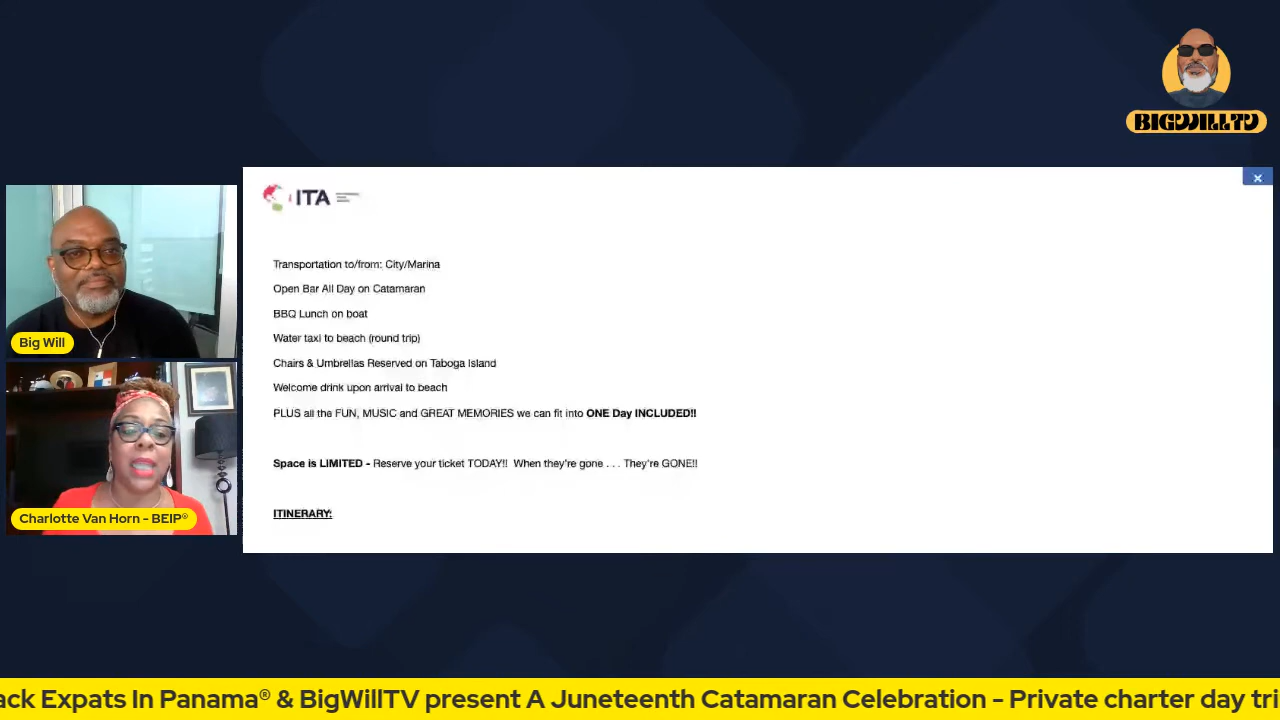 BIGWILLTV
ITA
Transportation to/from: City/Marina
Open Bar All Day on Catamaran
BBQ Lunch on boat
Water taxi to beach (round trip)
Chairs & Umbrellas Reserved on Taboga Island
Welcome drink upon arrival to beach
PLUS all the FUN, MUSIC and GREAT MEMORIES we can fit into ONE Day INCLUDED!!
Space is LIMITED - Reserve your ticket TODAY!! When they're gone . . . They're GONE!!
ITINERARY:
Big Will
Charlotte Van Horn - BEIP®
ack Expats In Panama® & BigWillTV present A Juneteenth Catamaran Celebration - Private charter day tri